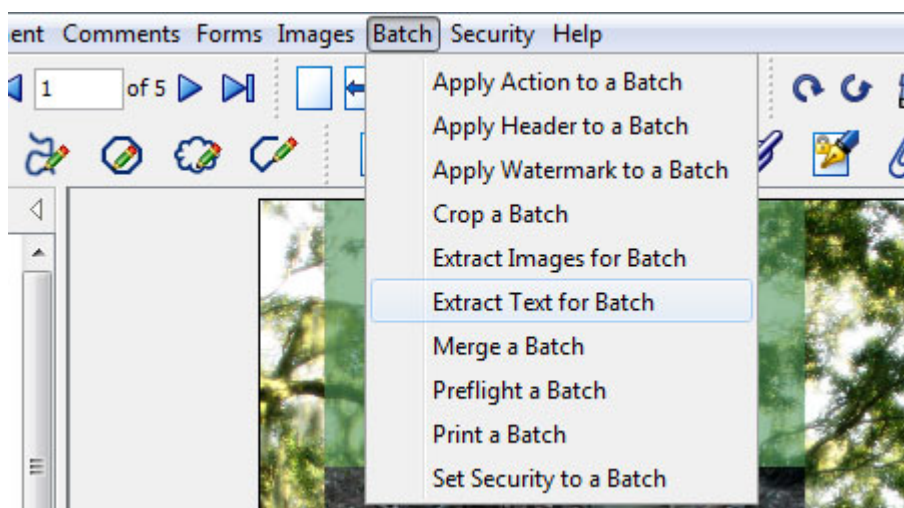 ent Comments Forms Images Batch Security Help
1 of 5
Apply Action to a Batch
Apply Header to a Batch
Apply Watermark to a Batch
Crop a Batch
Extract Images for Batch
Extract Text for Batch
Merge a Batch
Preflight a Batch
Print a Batch
Set Security to a Batch